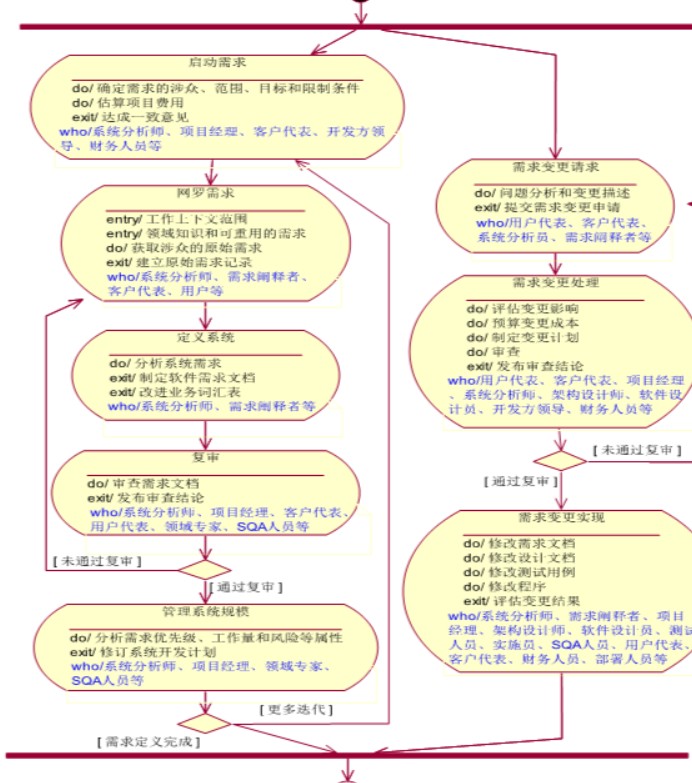 启动需求
do/ 确定需求的涉众、范围、目标和限制条件
do/ 估算项目费用
exit/ 达成一致意见
who/系统分析师、项目经理、客户代表、开发方领
导、财务人员等
网罗需求
entry/ 工作上下文范围
entry/ 领域知识和可重用的需求
do/ 获取涉众的原始需求
exit/ 建立原始需求记录
who/系统分析师、需求阐释者、
客户代表、用户等
定义系统
do/ 分析系统需求
exit/ 制定软件需求文档
exit/ 改进业务词汇表
who/系统分析师、需求阐释者等
复审
do/ 审查需求文档
exit/ 发布审查结论
who/系统分析师、项目经理、客户代表、
用户代表、领域专家、SQA人员等
[未通过复审]
[通过复审]
管理系统规模
do/ 分析需求优先级、工作量和风险等属性
exit/ 修订系统开发计划
who/系统分析师、项目经理、领域专家、
SQA人员等
[更多迭代]
[需求定义完成]
需求变更请求
do/ 问题分析和变更描述
exit/ 提交需求变更申请
who/用户代表、客户代表、
系统分析员、需求阐释者等
需求变更处理
do/ 评估变更影响
do/ 预算变更成本
do/ 制定变更计划
do/ 审查
exit/ 发布审查结论
who/用户代表、客户代表、项目经理
、系统分析师、架构设计师、软件设
计员、开发方领导、财务人员等
[未通过复审]
[通过复审]
需求变更实现
do/ 修改需求文档
do/ 修改设计文档
do/ 修改测试用例
do/ 修改程序
exit/ 评估变更结果
who/系统分析师、需求阐释者、项目
经理、架构设计师、软件设计员、测试
人员、实施员、SQA人员、用户代表、
客户代表、财务人员、部署人员等